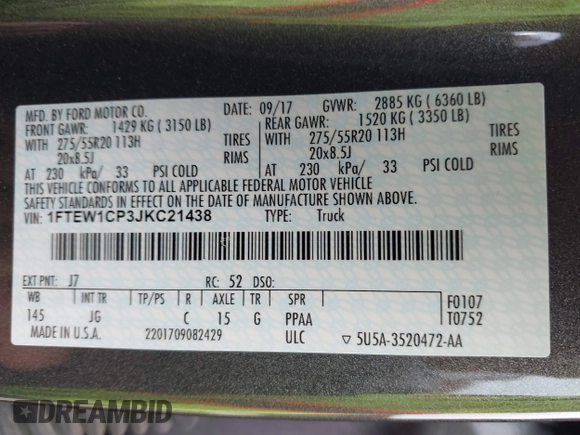 MFD. BY FORD MOTOR CO.
DATE: 09/17 GVWR: 2885 KG ( 6360 LB)
FRONT GAWR: 1429 KG ( 3150 LB) REAR GAWR: 1520 KG ( 3350 LB)
WITH 275/55R20 113H TIRES WITH 275/55R20 113H TIRES
20x8.5J RIMS 20x8.5J RIMS
AT 230 kPa/ 33 PSI COLD AT 230 kPa/ 33 PSI COLD
THIS VEHICLE CONFORMS TO ALL APPLICABLE FEDERAL MOTOR VEHICLE
SAFETY STANDARDS IN EFFECT ON THE DATE OF MANUFACTURE SHOWN ABOVE.
VIN: 1FTEW1CP3JKC21438 TYPE: Truck
EXT PNT: J7 RC: 52 DSO:
WB INT TR TP/PS R AXLE TR SPR F0107
145 JG C 15 G PPAA T0752
MADE IN U.S.A. 2201709082429 ULC ▽ 5U5A-3520472-AA
DREAMBID